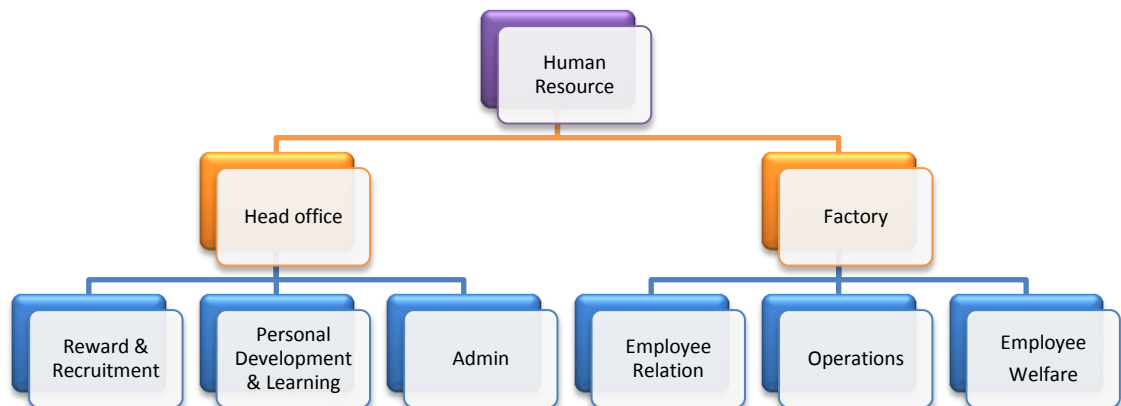 Human
Resource
Head office
Factory
Reward &
Recruitment
Personal
Development
& Learning
Admin
Employee
Relation
Operations
Employee
Welfare